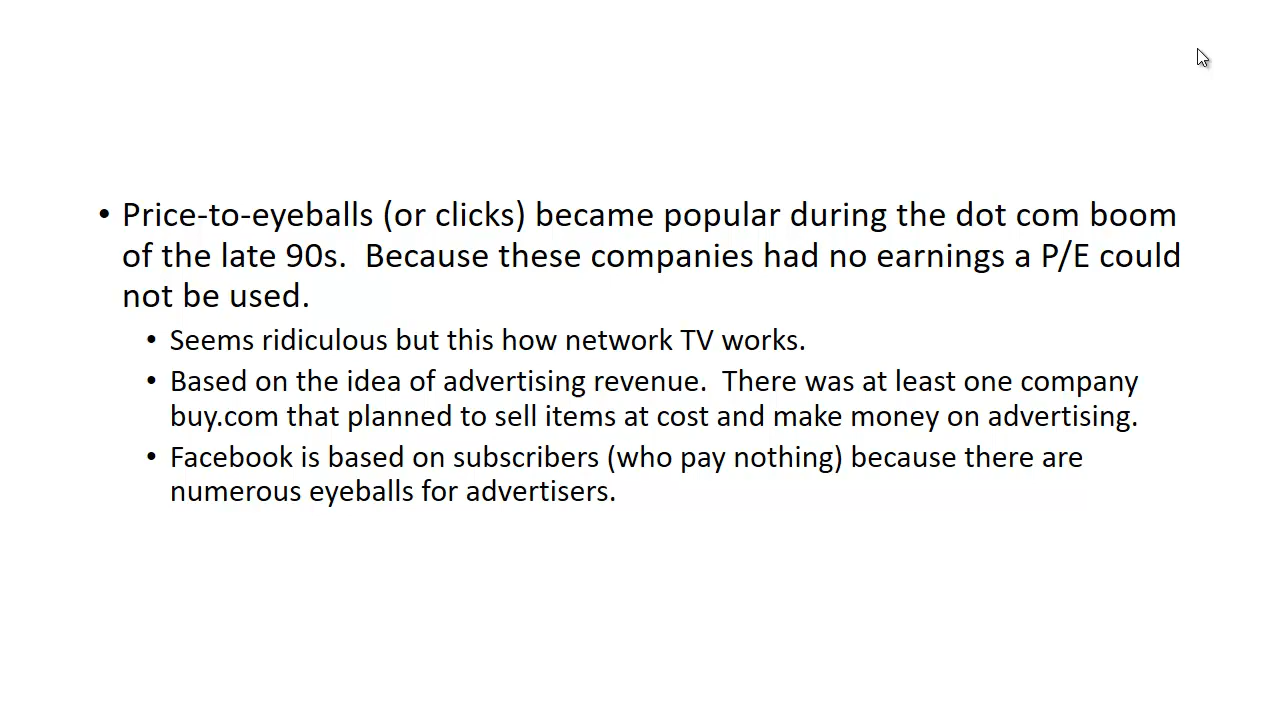 • Price-to-eyeballs (or clicks) became popular during the dot com boom
of the late 90s.  Because these companies had no earnings a P/E could
not be used.
• Seems ridiculous but this how network TV works.
• Based on the idea of advertising revenue.  There was at least one company
buy.com that planned to sell items at cost and make money on advertising.
• Facebook is based on subscribers (who pay nothing) because there are
numerous eyeballs for advertisers.